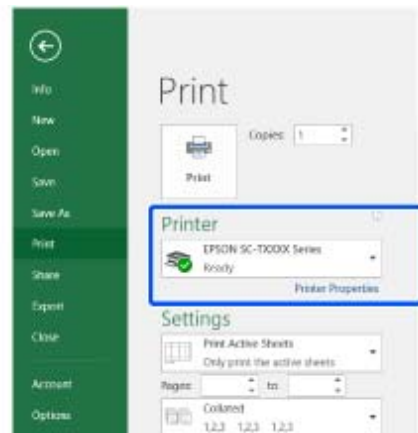 Info
New
Open
Save
Save As
Print
Share
Export
Close
Account
Options
Print
Copies: 1
Print
Printer
EPSON SC-TXXXX Series
Ready
Printer Properties
Settings
Print Active Sheets
Only print the active sheets
Pages: to
Collated
1,2,3 1,2,3 1,2,3